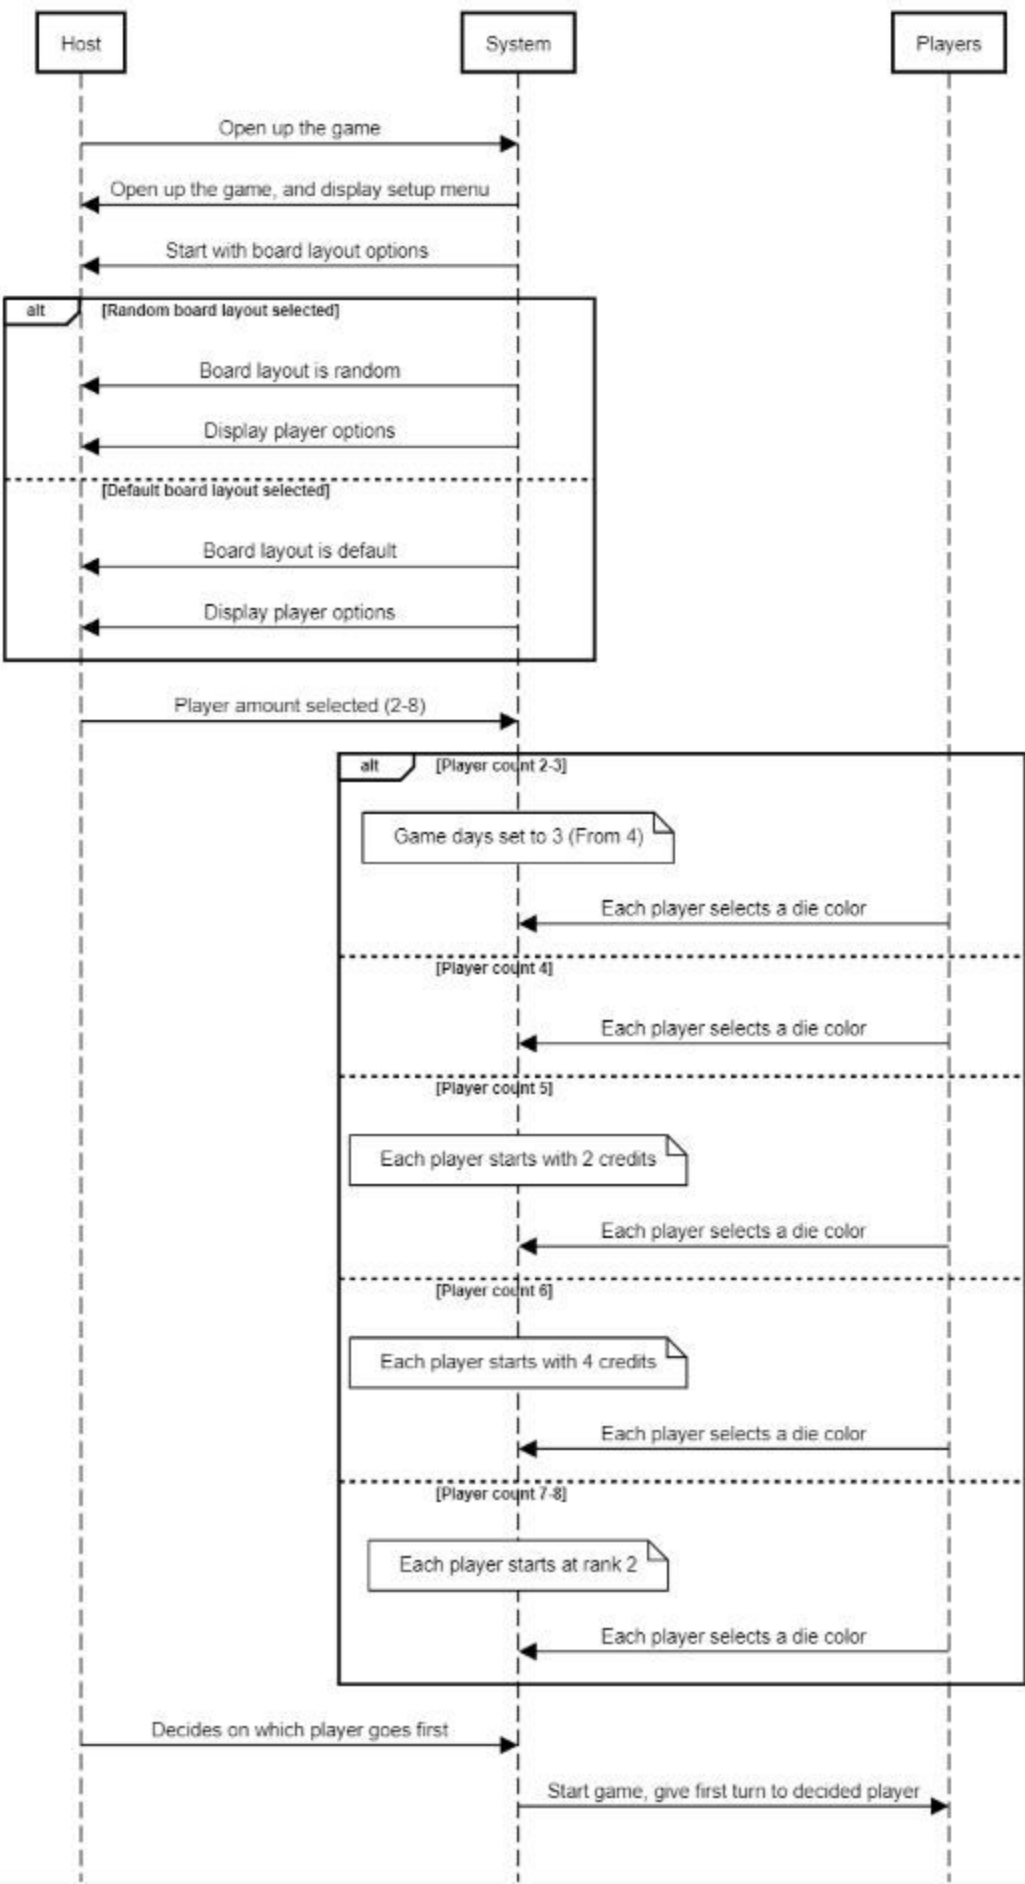 Host
System
Players
Open up the game
Open up the game, and display setup menu
Start with board layout options
alt
[Random board layout selected]
Board layout is random
Display player options
[Default board layout selected]
Board layout is default
Display player options
Player amount selected (2-8)
alt
[Player count 2-3]
Game days set to 3 (From 4)
Each player selects a die color
[Player count 4]
Each player selects a die color
[Player count 5]
Each player starts with 2 credits
Each player selects a die color
[Player count 6]
Each player starts with 4 credits
Each player selects a die color
[Player count 7-8]
Each player starts at rank 2
Each player selects a die color
Decides on which player goes first
Start game, give first turn to decided player